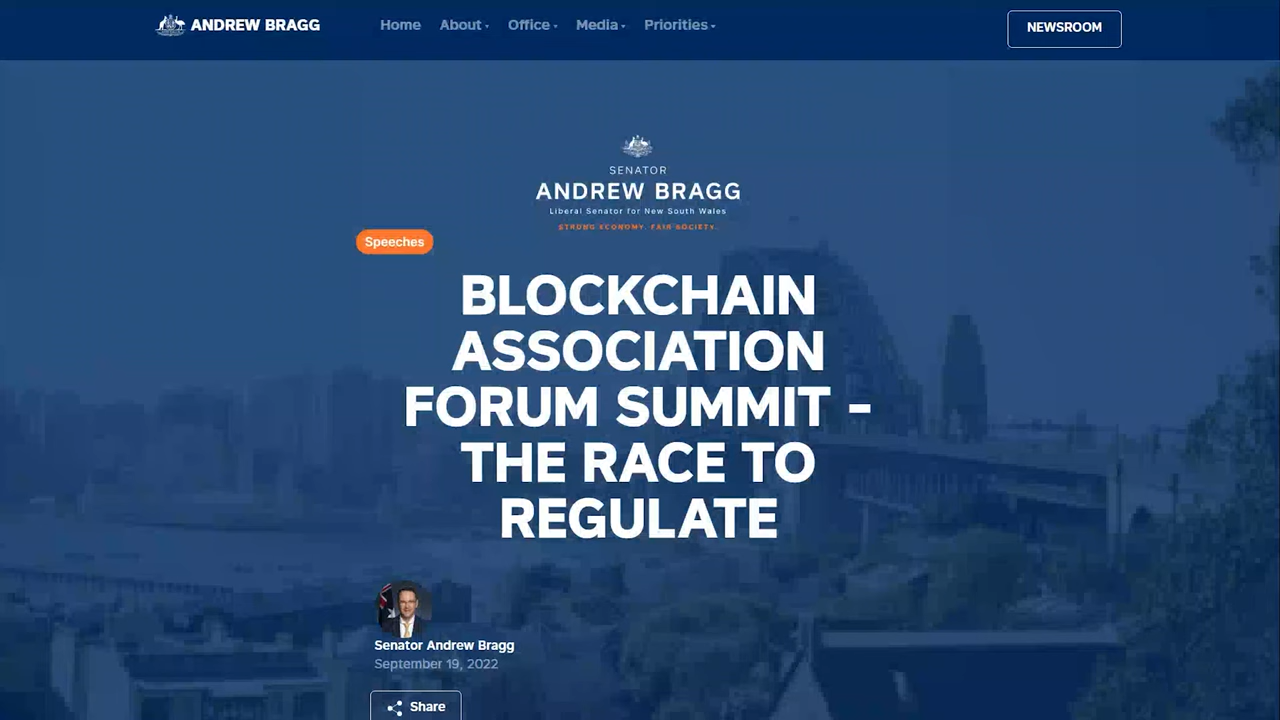 ANDREW BRAGG Home About Office Media Priorities NEWSROOM
SENATOR
ANDREW BRAGG
Liberal Senator for New South Wales
STRONG ECONOMY. FAIR SOCIETY.
Speeches
BLOCKCHAIN
ASSOCIATION
FORUM SUMMIT -
THE RACE TO
REGULATE
Senator Andrew Bragg
September 19, 2022
Share